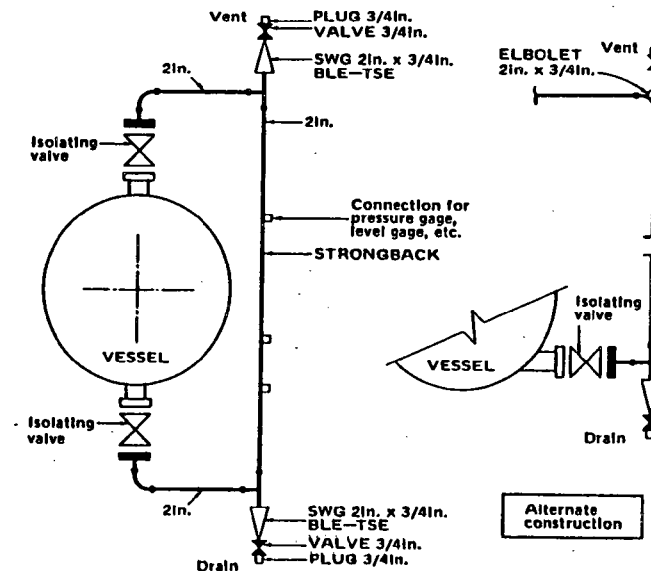 Vent
PLUG 3/4In.
VALVE 3/4In.
SWG 2In. x 3/4In.
BLE—TSE
2In.
Isolating
valve
2In.
Connection for
pressure gage,
level gage, etc.
STRONGBACK
VESSEL
Isolating
valve
2In.
SWG 2In. x 3/4In.
BLE—TSE
VALVE 3/4In.
Drain
PLUG 3/4In.
Vent
ELBOLET
2In. x 3/4In.
Isolating
valve
VESSEL
Drain
Alternate
construction